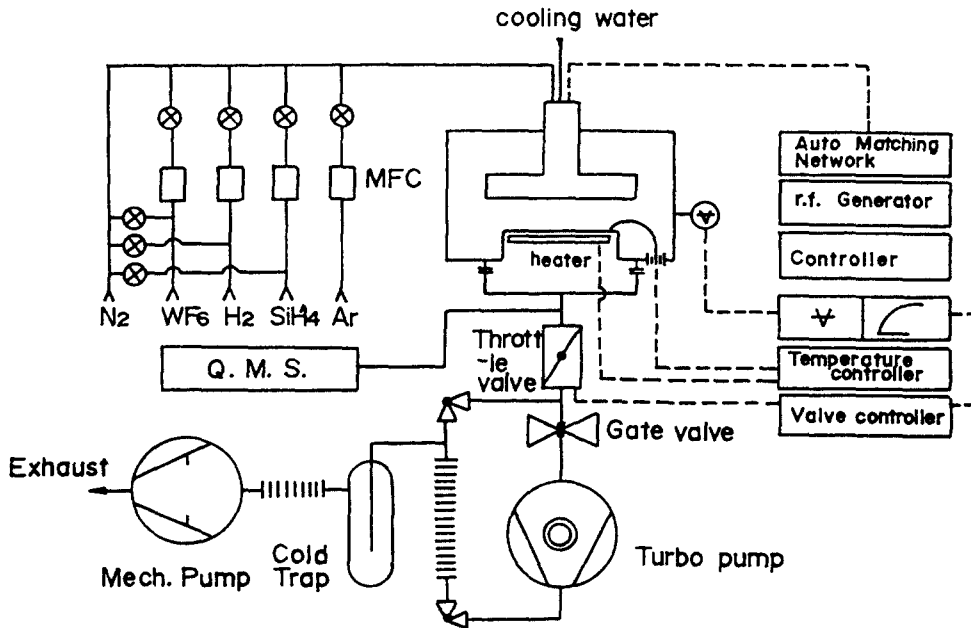 cooling water
MFC
Auto Matching
Network
r.f. Generator
Controller
heater
N2 WF6 H2 SiH4 Ar
Q. M. S.
Thrott
-le
valve
Temperature
controller
Valve controller
Gate valve
Exhaust
Mech. Pump
Cold
Trap
Turbo pump